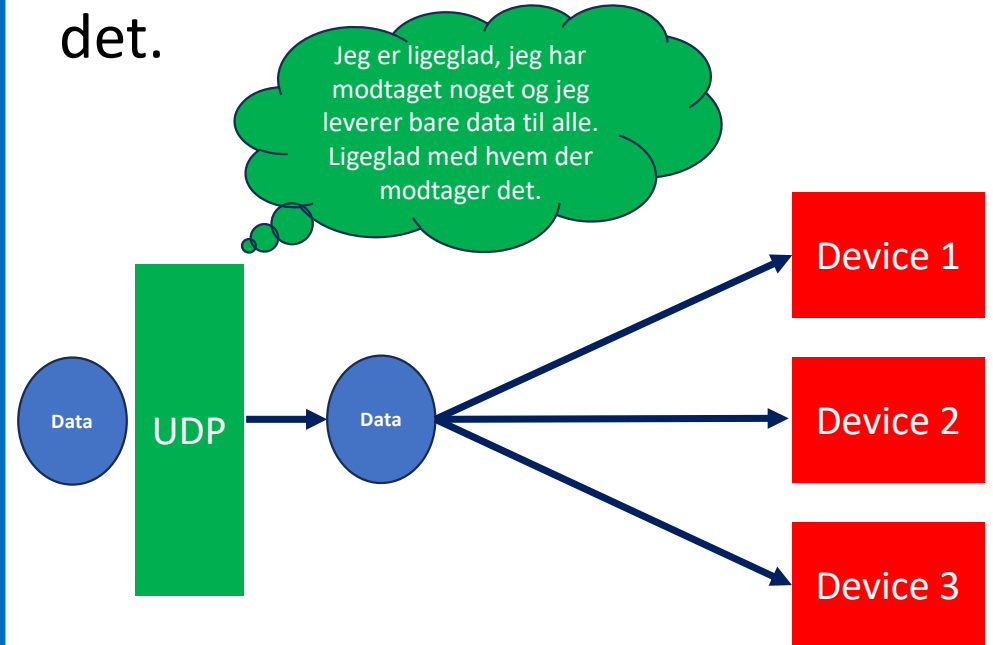 det.
Jeg er ligeglad, jeg har
modtaget noget og jeg
leverer bare data til alle.
Ligeglad med hvem der
modtager det.
Device 1
Data
UDP
Data
Device 2
Device 3